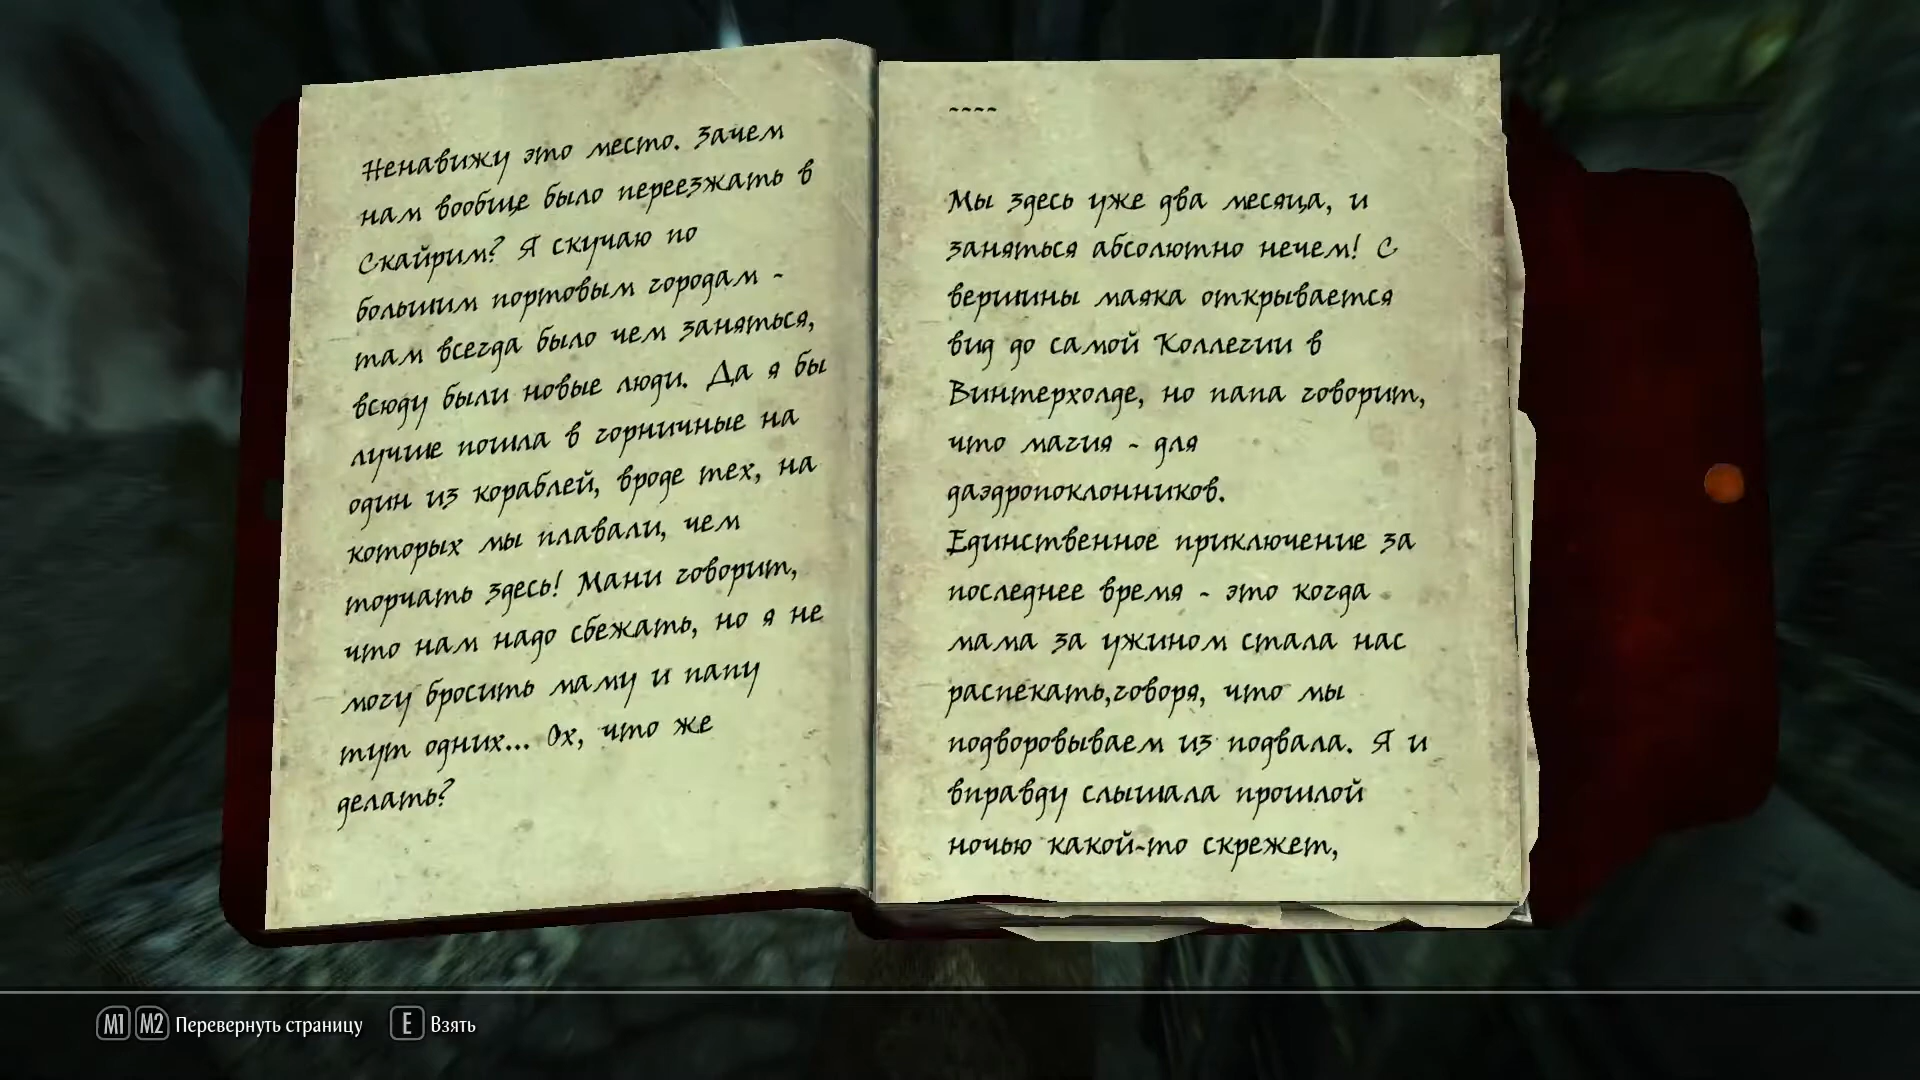 Ненавижу это место. Зачем
нам вообще было переезжать в
Скайрим? Я скучаю по
большим портовым городам -
там всегда было чем заняться,
всюду были новые люди. Да я бы
лучше пошла в горничные на
один из кораблей, вроде тех, на
которых мы плавали, чем
торчать здесь! Мани говорит,
что нам надо сбежать, но я не
могу бросить маму и папу
тут одних... Ох, что же
делать?
~~~~
Мы здесь уже два месяца, и
заняться абсолютно нечем! С
вершины маяка открывается
вид до самой Коллегии в
Винтерхолде, но папа говорит,
что магия - для
даэдропоклонников.
Единственное приключение за
последнее время - это когда
мама за ужином стала нас
распекать,говоря, что мы
подворовываем из подвала. Я и
вправду слышала прошлой
ночью какой-то скрежет,
M1 M2 Перевернуть страницу E Взять